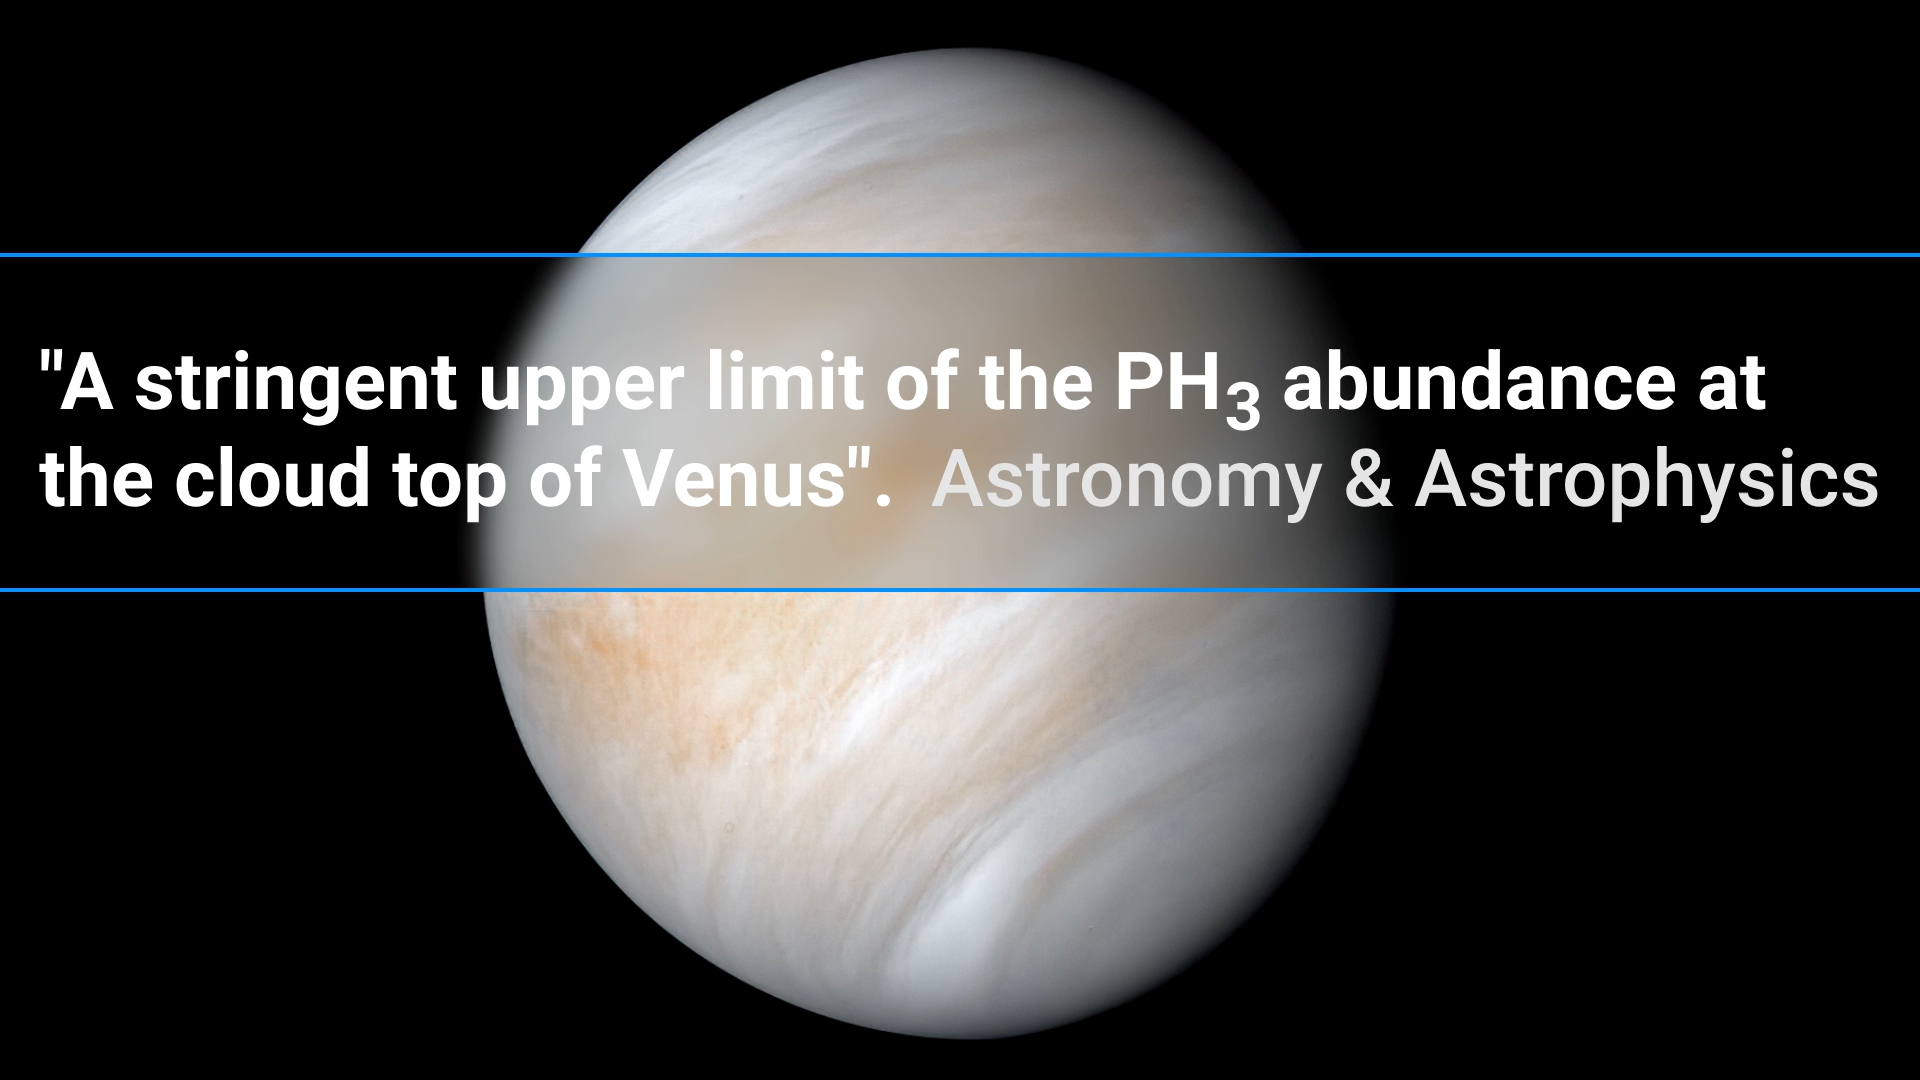 "A stringent upper limit of the PH₃ abundance at
the cloud top of Venus". Astronomy & Astrophysics